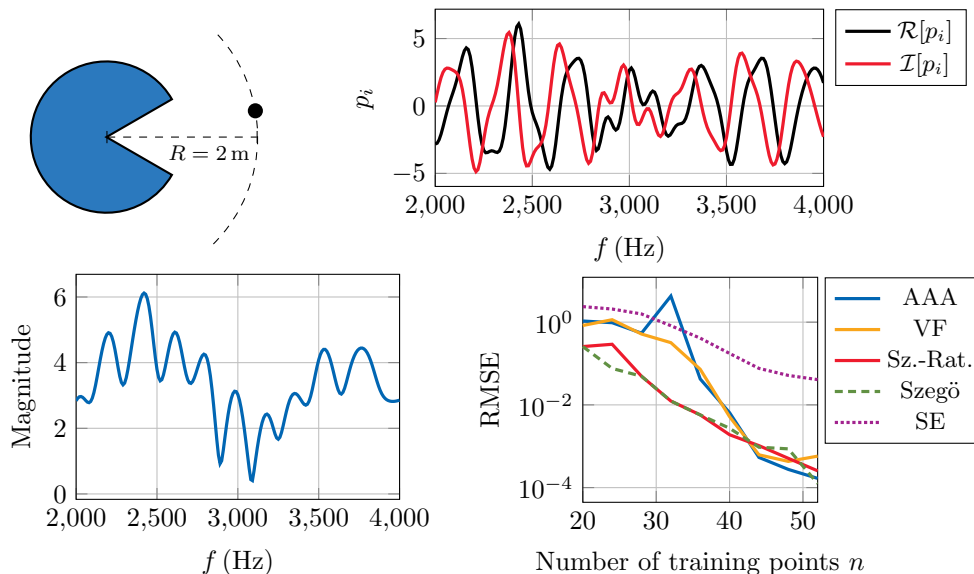 R = 2 m
5
0
−5
p_i
2,000 2,500 3,000 3,500 4,000
f (Hz)
ℛ[p_i]
ℐ[p_i]
6
4
2
0
Magnitude
2,000 2,500 3,000 3,500 4,000
f (Hz)
10^0
10^−2
10^−4
RMSE
20 30 40 50
Number of training points n
AAA
VF
Sz.-Rat.
Szegö
SE